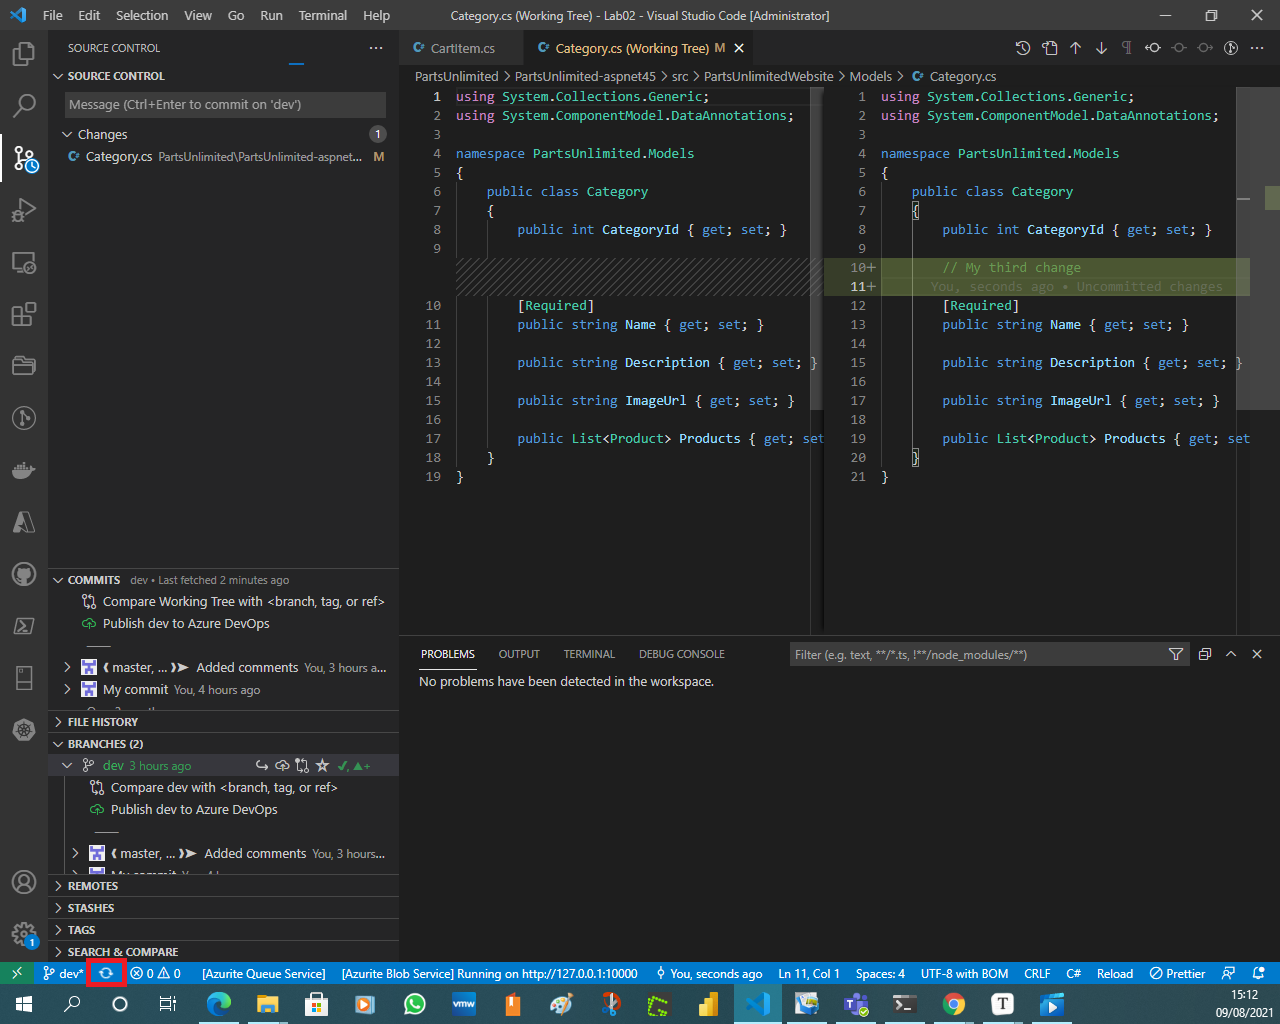 File Edit Selection View Go Run Terminal Help Category.cs (Working Tree) - Lab02 - Visual Studio Code [Administrator]
SOURCE CONTROL
SOURCE CONTROL
Message (Ctrl+Enter to commit on 'dev')
Changes 1
Category.cs PartsUnlimited\PartsUnlimited-aspnet... M
CartItem.cs Category.cs (Working Tree) M
PartsUnlimited > PartsUnlimited-aspnet45 > src > PartsUnlimitedWebsite > Models > Category.cs
1 using System.Collections.Generic;
2 using System.ComponentModel.DataAnnotations;
3
4 namespace PartsUnlimited.Models
5 {
6 public class Category
7 {
8 public int CategoryId { get; set; }
9
10 [Required]
11 public string Name { get; set; }
12
13 public string Description { get; set; }
14
15 public string ImageUrl { get; set; }
16
17 public List<Product> Products { get; set
18 }
19 }
1 using System.Collections.Generic;
2 using System.ComponentModel.DataAnnotations;
3
4 namespace PartsUnlimited.Models
5 {
6 public class Category
7 {
8 public int CategoryId { get; set; }
9
10+ // My third change
11+ You, seconds ago • Uncommitted changes
12 [Required]
13 public string Name { get; set; }
14
15 public string Description { get; set; }
16
17 public string ImageUrl { get; set; }
18
19 public List<Product> Products { get; set
20 }
21 }
COMMITS dev • Last fetched 2 minutes ago
Compare Working Tree with <branch, tag, or ref>
Publish dev to Azure DevOps
master, ... Added comments You, 3 hours a...
My commit You, 4 hours ago
FILE HISTORY
BRANCHES (2)
dev 3 hours ago
Compare dev with <branch, tag, or ref>
Publish dev to Azure DevOps
master, ... Added comments You, 3 hours...
REMOTES
STASHES
TAGS
SEARCH & COMPARE
PROBLEMS OUTPUT TERMINAL DEBUG CONSOLE Filter (e.g. text, **/*.ts, !**/node_modules/**)
No problems have been detected in the workspace.
1
dev* 0 0 [Azurite Queue Service] [Azurite Blob Service] Running on http://127.0.0.1:10000 You, seconds ago Ln 11, Col 1 Spaces: 4 UTF-8 with BOM CRLF C# Reload Prettier
vmw T
15:12
09/08/2021